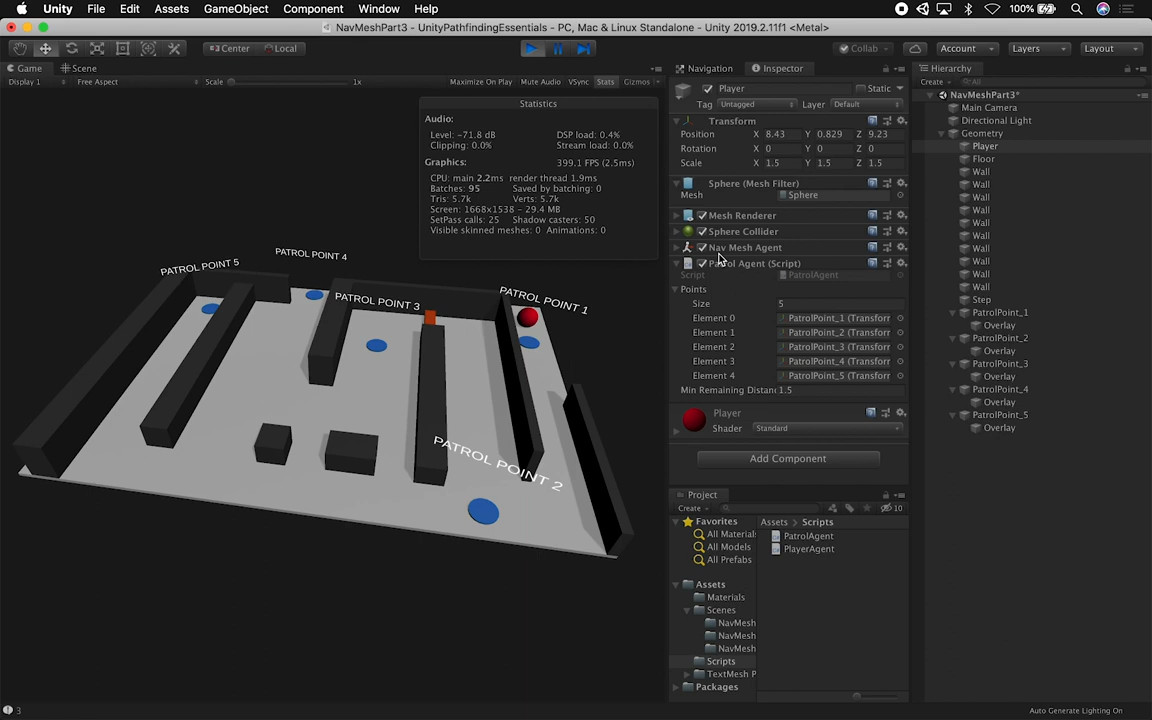 Unity File Edit Assets GameObject Component Window Help 100%
NavMeshPart3 - UnityPathfindingEssentials - PC, Mac & Linux Standalone - Unity 2019.2.11f1 <Metal>
Center Local Collab Account Layers Layout
Game Scene
Display 1 Free Aspect Scale 1x Maximize On Play Mute Audio VSync Stats Gizmos
Statistics
Audio:
Level: -71.8 dB DSP load: 0.4%
Clipping: 0.0% Stream load: 0.0%
Graphics: 399.1 FPS (2.5ms)
CPU: main 2.2ms render thread 1.9ms
Batches: 95 Saved by batching: 0
Tris: 5.7k Verts: 5.7k
Screen: 1668x1538 - 29.4 MB
SetPass calls: 25 Shadow casters: 50
Visible skinned meshes: 0 Animations: 0
PATROL POINT 5
PATROL POINT 4
PATROL POINT 3
PATROL POINT 1
PATROL POINT 2
Navigation Inspector
Player Static
Tag Untagged Layer Default
Transform
Position X 8.43 Y 0.829 Z 9.23
Rotation X 0 Y 0 Z 0
Scale X 1.5 Y 1.5 Z 1.5
Sphere (Mesh Filter)
Mesh Sphere
Mesh Renderer
Sphere Collider
Nav Mesh Agent
Patrol Agent (Script)
Script PatrolAgent
Points
Size 5
Element 0 PatrolPoint_1 (Transforr
Element 1 PatrolPoint_2 (Transforr
Element 2 PatrolPoint_3 (Transforr
Element 3 PatrolPoint_4 (Transforr
Element 4 PatrolPoint_5 (Transforr
Min Remaining Distanc 1.5
Player
Shader Standard
Add Component
Project
Create 10
Favorites
All Material
All Models
All Prefabs
Assets
Materials
Scenes
NavMesh
NavMesh
NavMesh
Scripts
TextMesh P
Packages
Assets > Scripts
PatrolAgent
PlayerAgent
Hierarchy
Create All
NavMeshPart3*
Main Camera
Directional Light
Geometry
Player
Floor
Wall
Wall
Wall
Wall
Wall
Wall
Wall
Wall
Wall
Wall
Step
PatrolPoint_1
Overlay
PatrolPoint_2
Overlay
PatrolPoint_3
Overlay
PatrolPoint_4
Overlay
PatrolPoint_5
Overlay
3
Auto Generate Lighting On